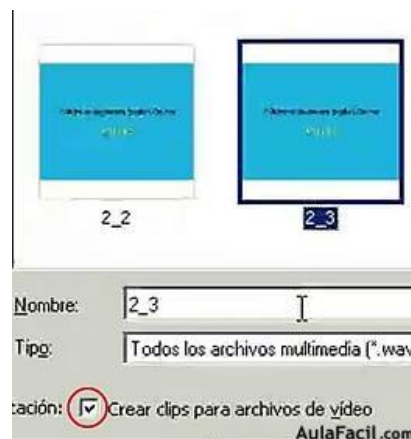 2_2
2_3
Nombre: 2_3
Tipo: Todos los archivos multimedia (*.wav
tación: Crear clips para archivos de vídeo
AulaFacil.com